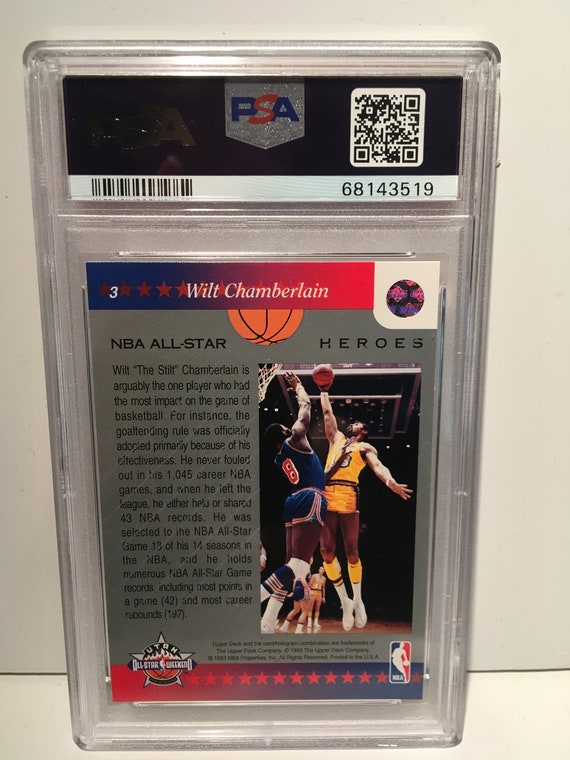 PSA
PSA
68143519
3 Wilt Chamberlain
NBA ALL-STAR HEROES
Wilt "The Stilt" Chamberlain is
arguably the one player who had
the most impact on the game of
basketball. For instance, the
goaltending rule was officially
adopted primarily because of his
effectiveness. He never fouled
out in his 1,045 career NBA
games, and when he left the
league, he either held or shared
43 NBA records. He was
selected to the NBA All-Star
Game 13 of his 14 seasons in
the NBA, and he holds
numerous NBA All-Star Game
records, including most points in
a game (42) and most career
rebounds (197).
8
Upper Deck and the card/hologram combination are trademarks of
The Upper Deck Company. © 1993 The Upper Deck Company.
© 1993 NBA Properties, Inc. All Rights Reserved. Printed in the U.S.A.
UTAH
ALL-STAR WEEKEND
NBA